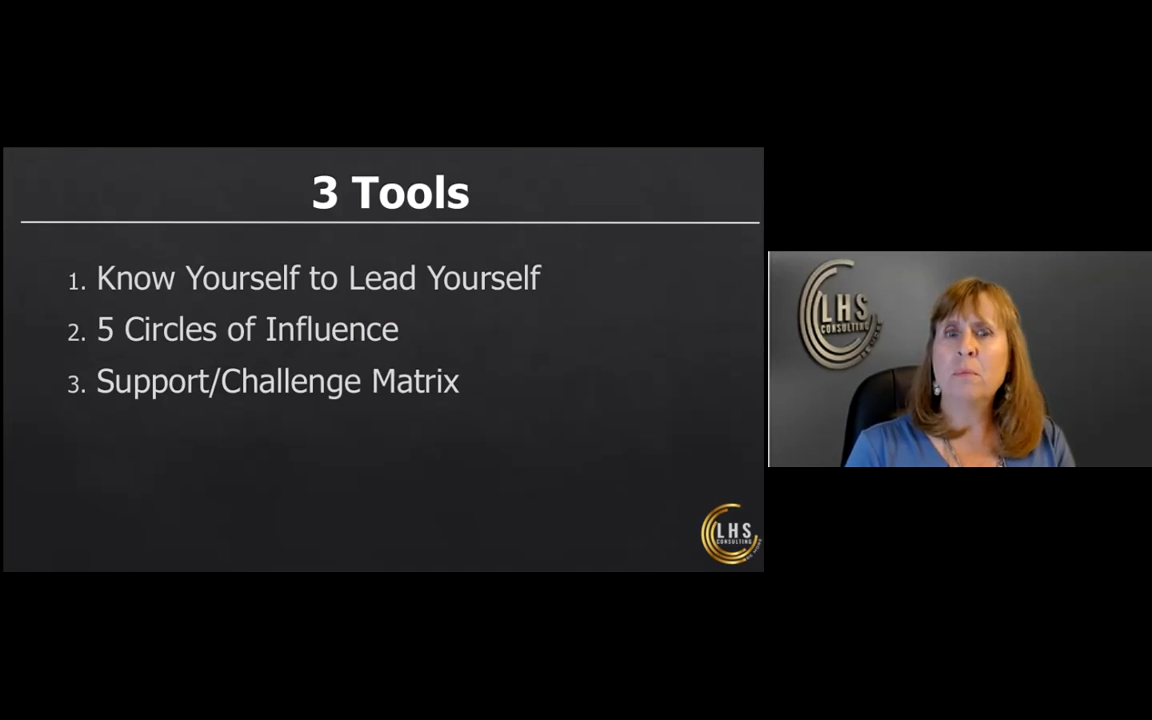 3 Tools
1. Know Yourself to Lead Yourself
2. 5 Circles of Influence
3. Support/Challenge Matrix
LHS
CONSULTING
LHS
CONSULTING